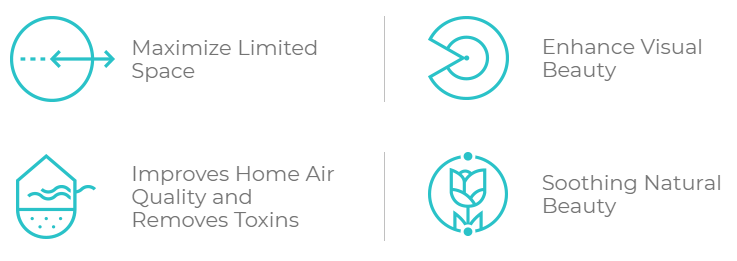 Maximize Limited
Space
Enhance Visual
Beauty
Improves Home Air
Quality and
Removes Toxins
Soothing Natural
Beauty